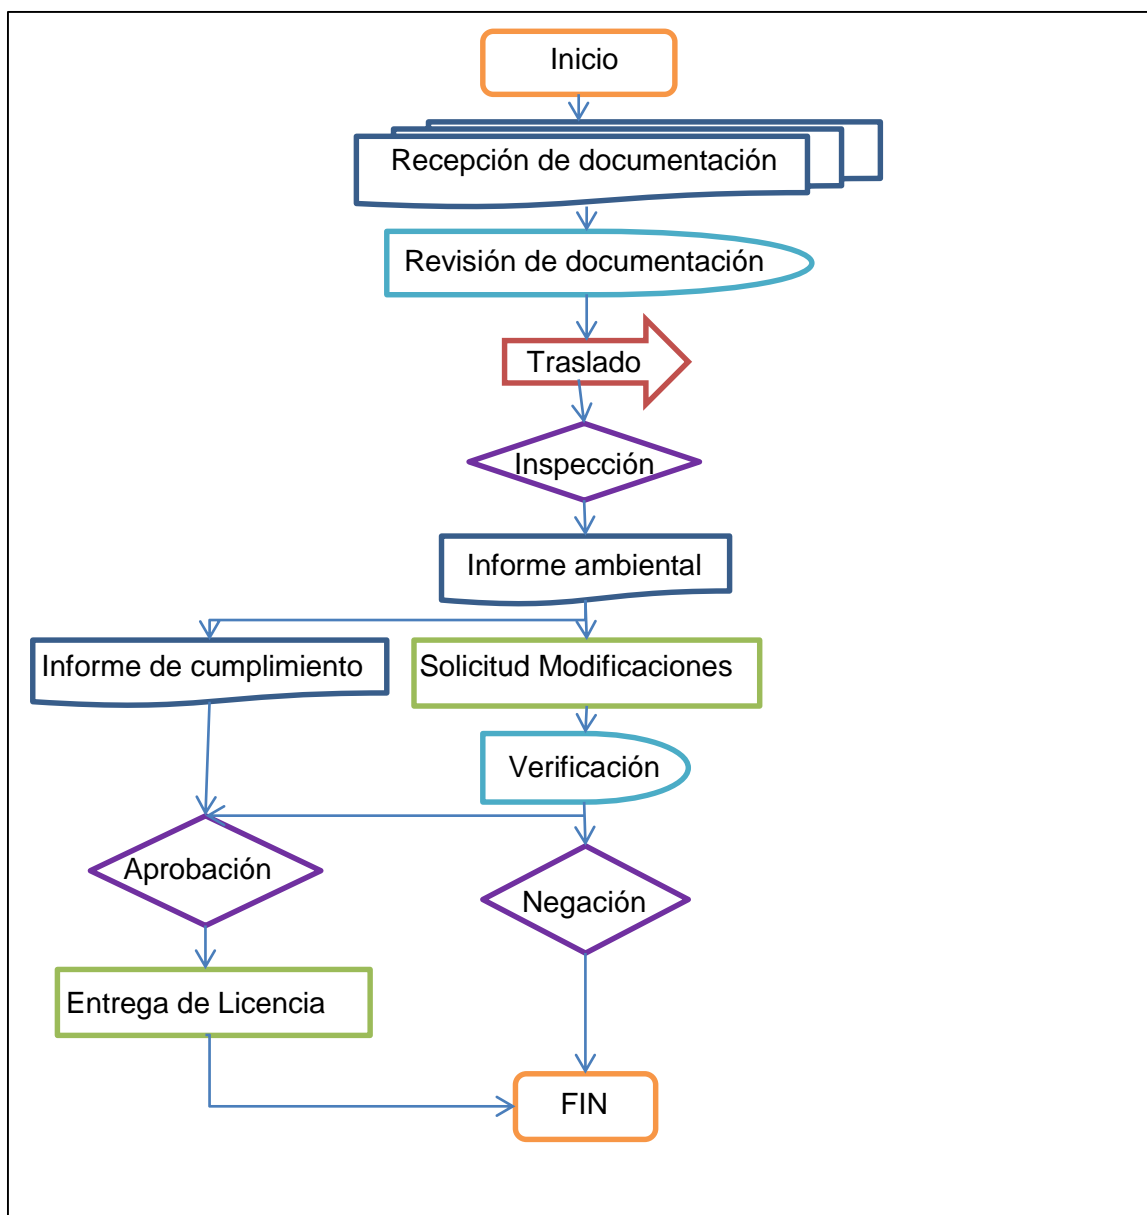 Inicio
Recepción de documentación
Revisión de documentación
Traslado
Inspección
Informe ambiental
Informe de cumplimiento
Solicitud Modificaciones
Verificación
Aprobación
Negación
Entrega de Licencia
FIN